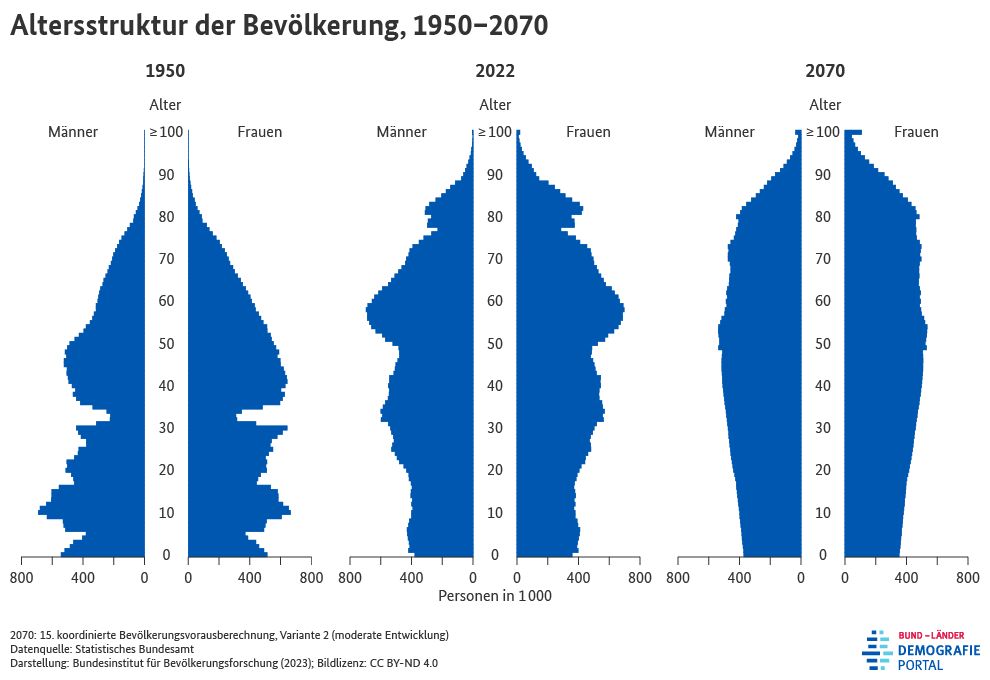 Altersstruktur der Bevölkerung, 1950–2070
1950 2022 2070
Alter Alter Alter
Männer ≥ 100 Frauen Männer ≥ 100 Frauen Männer ≥ 100 Frauen
90 90 90
80 80 80
70 70 70
60 60 60
50 50 50
40 40 40
30 30 30
20 20 20
10 10 10
0 0 0
800 400 0 0 400 800 800 400 0 0 400 800 800 400 0 0 400 800
Personen in 1 000
2070: 15. koordinierte Bevölkerungsvorausberechnung, Variante 2 (moderate Entwicklung)
Datenquelle: Statistisches Bundesamt
Darstellung: Bundesinstitut für Bevölkerungsforschung (2023); Bildlizenz: CC BY-ND 4.0
BUND-LÄNDER
DEMOGRAFIE
PORTAL